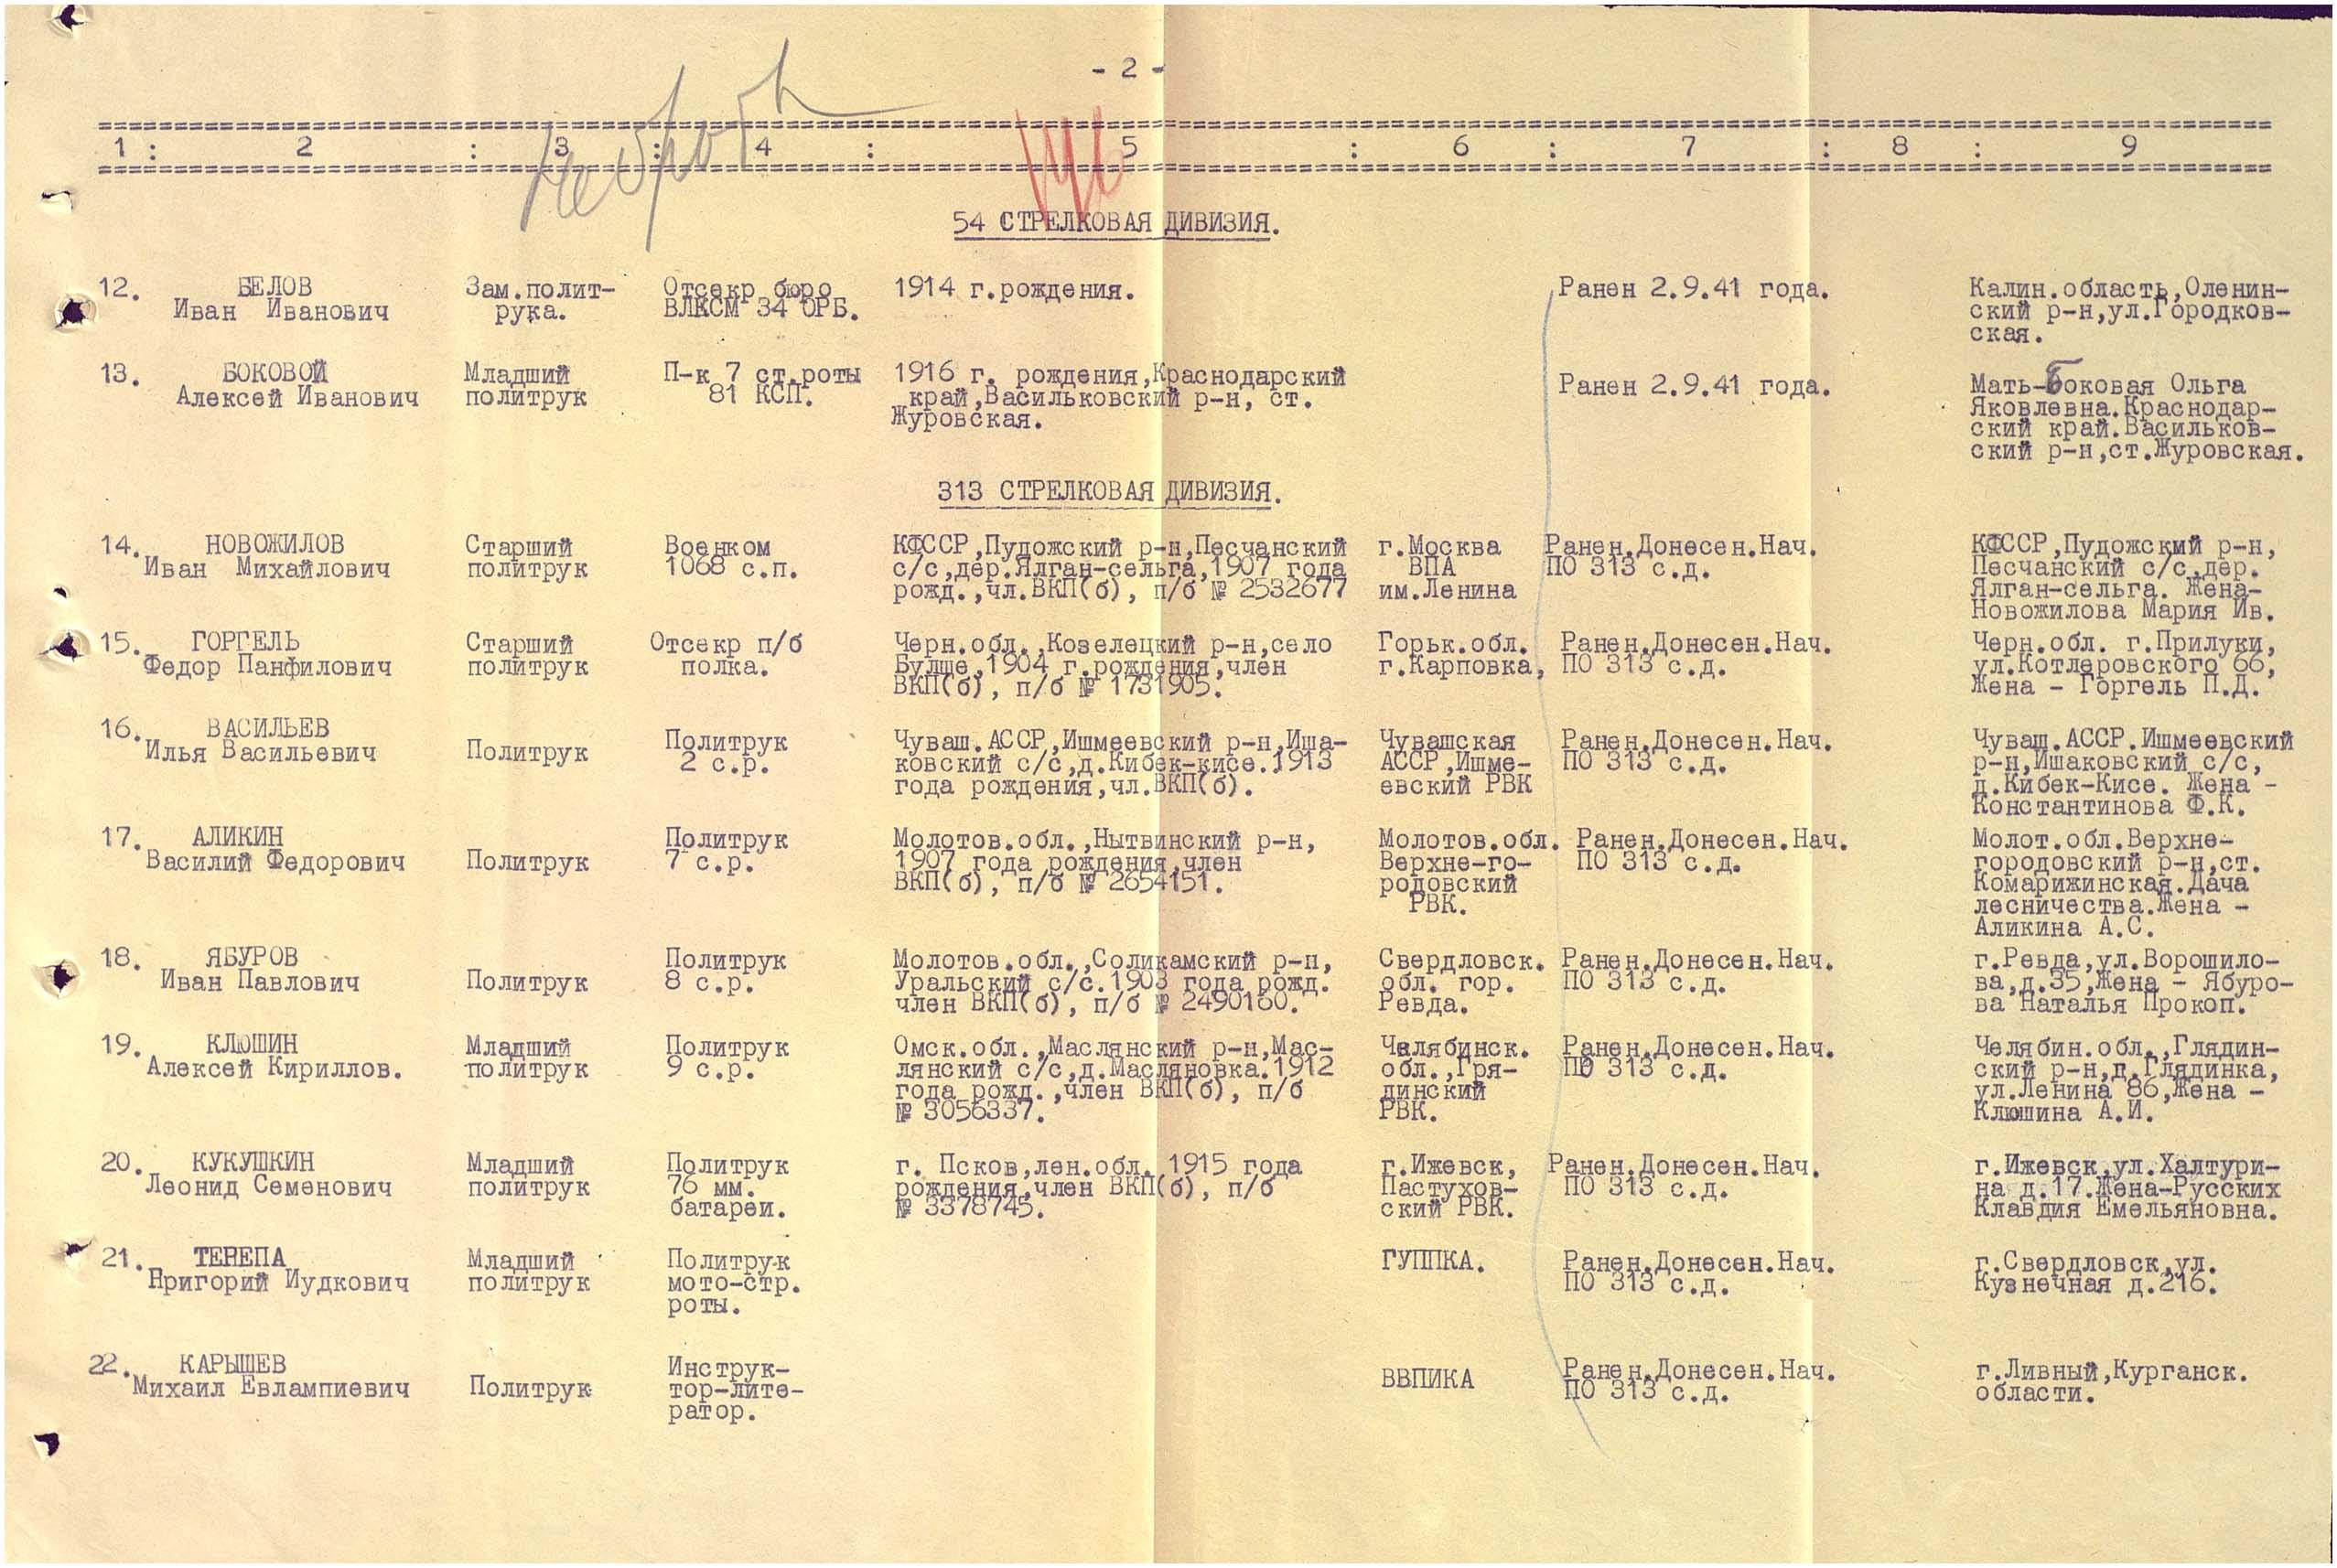 - 2 -
1 : 2 : 3 : 4 : 5 : 6 : 7 : 8 : 9
54 СТРЕЛКОВАЯ ДИВИЗИЯ.
12. БЕЛОВ Зам.полит- Отсекр бюро 1914 г.рождения. Ранен 2.9.41 года. Калин.область,Оленин-
Иван Иванович рука. ВЛКСМ 34 ОРБ. ский р-н,ул.Городков-
ская.
13. БОКОВОЙ Младший П-к 7 ст.роты 1916 г. рождения,Краснодарский Ранен 2.9.41 года. Мать-Боковая Ольга
Алексей Иванович политрук 81 КСП. край,Васильковский р-н, ст. Яковлевна.Краснодар-
Журовская. ский край.Васильков-
ский р-н,ст.Журовская.
313 СТРЕЛКОВАЯ ДИВИЗИЯ.
14. НОВОЖИЛОВ Старший Военком КФССР,Пудожский р-н,Песчанский г.Москва Ранен.Донесен.Нач. КФССР,Пудожский р-н,
Иван Михайлович политрук 1068 с.п. с/с,дер.Ялган-сельга,1907 года ВПА ПО 313 с.д. Песчанский с/с,дер.
рожд.,чл.ВКП(б), п/б № 2532677 им.Ленина Ялган-сельга. Жена-
Новожилова Мария Ив.
15. ГОРГЕЛЬ Старший Отсекр п/б Черн.обл.,Козелецкий р-н,село Горьк.обл. Ранен.Донесен.Нач. Черн.обл. г.Прилуки,
Федор Панфилович политрук полка. Булще,1904 г.рождения,член г.Карповка, ПО 313 с.д. ул.Котлеровского 66,
ВКП(б), п/б № 1731905. Жена - Горгель П.Д.
16. ВАСИЛЬЕВ Политрук Чуваш.АССР,Ишмеевский р-н,Иша- Чувашская Ранен.Донесен.Нач. Чуваш.АССР.Ишмеевский
Илья Васильевич Политрук 2 с.р. ковский с/с,д.Кибек-кисе.1913 АССР,Ишме- ПО 313 с.д. р-н,Ишаковский с/с,
года рождения,чл.ВКП(б). евский РВК д.Кибек-Кисе. Жена -
Константинова Ф.К.
17. АЛИКИН Политрук Молотов.обл.,Нытвинский р-н, Молотов.обл. Ранен.Донесен.Нач. Молот.обл.Верхне-
Василий Федорович Политрук 7 с.р. 1907 года рождения,член Верхне-го- ПО 313 с.д. городовский р-н,ст.
ВКП(б), п/б № 2654151. родовский Комарижинская.Дача
РВК. лесничества.Жена -
Аликина А.С.
18. ЯБУРОВ Политрук Молотов.обл.,Соликамский р-н, Свердловск. Ранен.Донесен.Нач. г.Ревда,ул.Ворошило-
Иван Павлович Политрук 8 с.р. Уральский с/с.1903 года рожд. обл. гор. ПО 313 с.д. ва,д.35,Жена - Ябуро-
член ВКП(б), п/б № 2490160. Ревда. ва Наталья Прокоп.
19. КЛЮШИН Младший Политрук Омск.обл.,Маслянский р-н,Мас- Челябинск. Ранен.Донесен.Нач. Челябин.обл.,Глядин-
Алексей Кириллов. политрук 9 с.р. лянский с/с,д.Масляновка.1912 обл.,Гря- ПО 313 с.д. ский р-н,д.Глядинка,
года рожд.,член ВКП(б), п/б динский ул.Ленина 86,Жена -
№ 3056337. РВК. Клюшина А.И.
20. КУКУШКИН Младший Политрук г. Псков,лен.обл. 1915 года г.Ижевск, Ранен.Донесен.Нач. г.Ижевск,ул.Халтури-
Леонид Семенович политрук 76 мм. рождения,член ВКП(б), п/б Пастухов- ПО 313 с.д. на д.17.Жена-Русских
батареи. № 3378745. ский РВК. Клавдия Емельяновна.
21. ТЕРЕПА Младший Политрук ГУППКА. Ранен.Донесен.Нач. г.Свердловск,ул.
Григорий Иудкович политрук мото-стр. ПО 313 с.д. Кузнечная д.216.
роты.
22. КАРЫШЕВ Инструк- ВВПИКА Ранен.Донесен.Нач. г.Ливный,Курганск.
Михаил Евлампиевич Политрук тор-лите- ПО 313 с.д. области.
ратор.